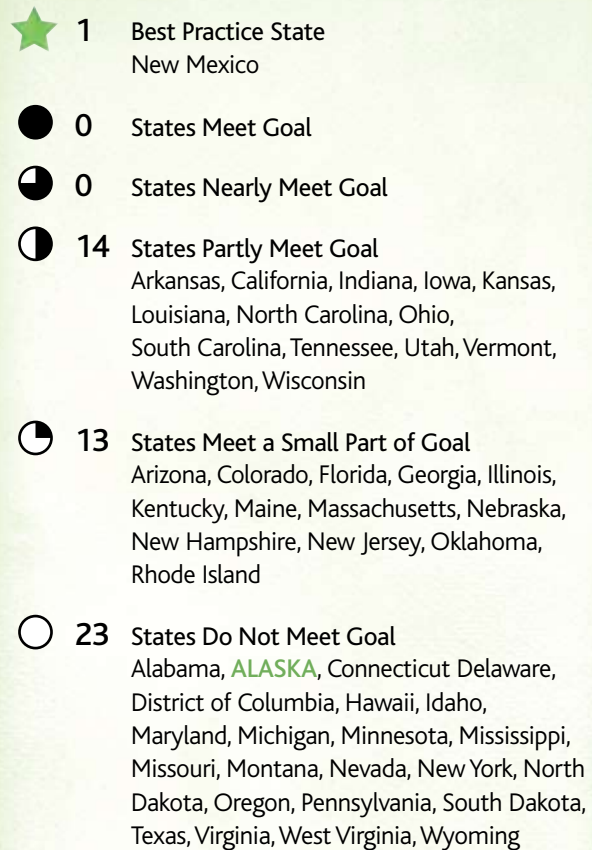 1 Best Practice State
New Mexico
0 States Meet Goal
0 States Nearly Meet Goal
14 States Partly Meet Goal
Arkansas, California, Indiana, Iowa, Kansas,
Louisiana, North Carolina, Ohio,
South Carolina, Tennessee, Utah, Vermont,
Washington, Wisconsin
13 States Meet a Small Part of Goal
Arizona, Colorado, Florida, Georgia, Illinois,
Kentucky, Maine, Massachusetts, Nebraska,
New Hampshire, New Jersey, Oklahoma,
Rhode Island
23 States Do Not Meet Goal
Alabama, ALASKA, Connecticut Delaware,
District of Columbia, Hawaii, Idaho,
Maryland, Michigan, Minnesota, Mississippi,
Missouri, Montana, Nevada, New York, North
Dakota, Oregon, Pennsylvania, South Dakota,
Texas, Virginia, West Virginia, Wyoming